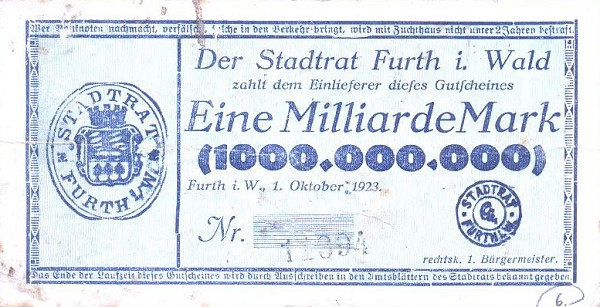 Wer Banknoten nachmacht, verfälscht, falsche in den Verkehr bringt, wird mit Zuchthaus nicht unter 2 Jahren bestraft.
Der Stadtrat Furth i. Wald
zahlt dem Einlieferer dieses Gutscheines
Eine Milliarde Mark
(1000.000.000)
Furth i. W., 1. Oktober 1923.
STADTRAT
FURTH i/W.
Nr. 11394
STADTRAT
FURTH i.W.
rechtsk. 1. Bürgermeister.
Das Ende der Laufzeit dieses Gutscheines wird durch Ausschreiben in den Amtsblättern des Stadtrats bekannt gegeben.
6.